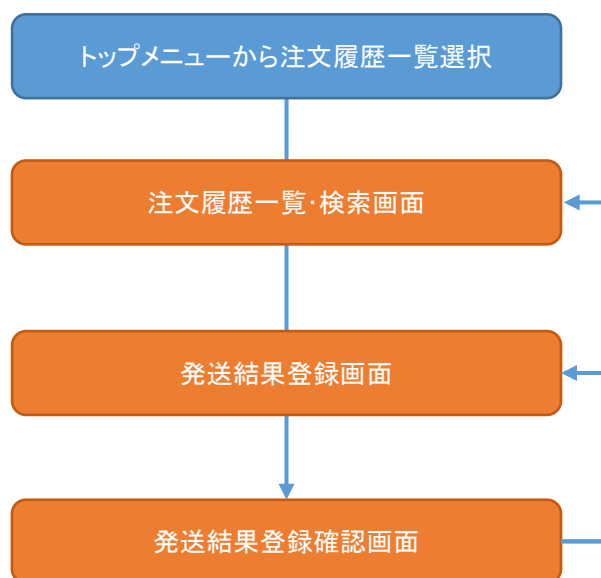 トップメニューから注文履歴一覧選択
注文履歴一覧･検索画面
発送結果登録画面
発送結果登録確認画面